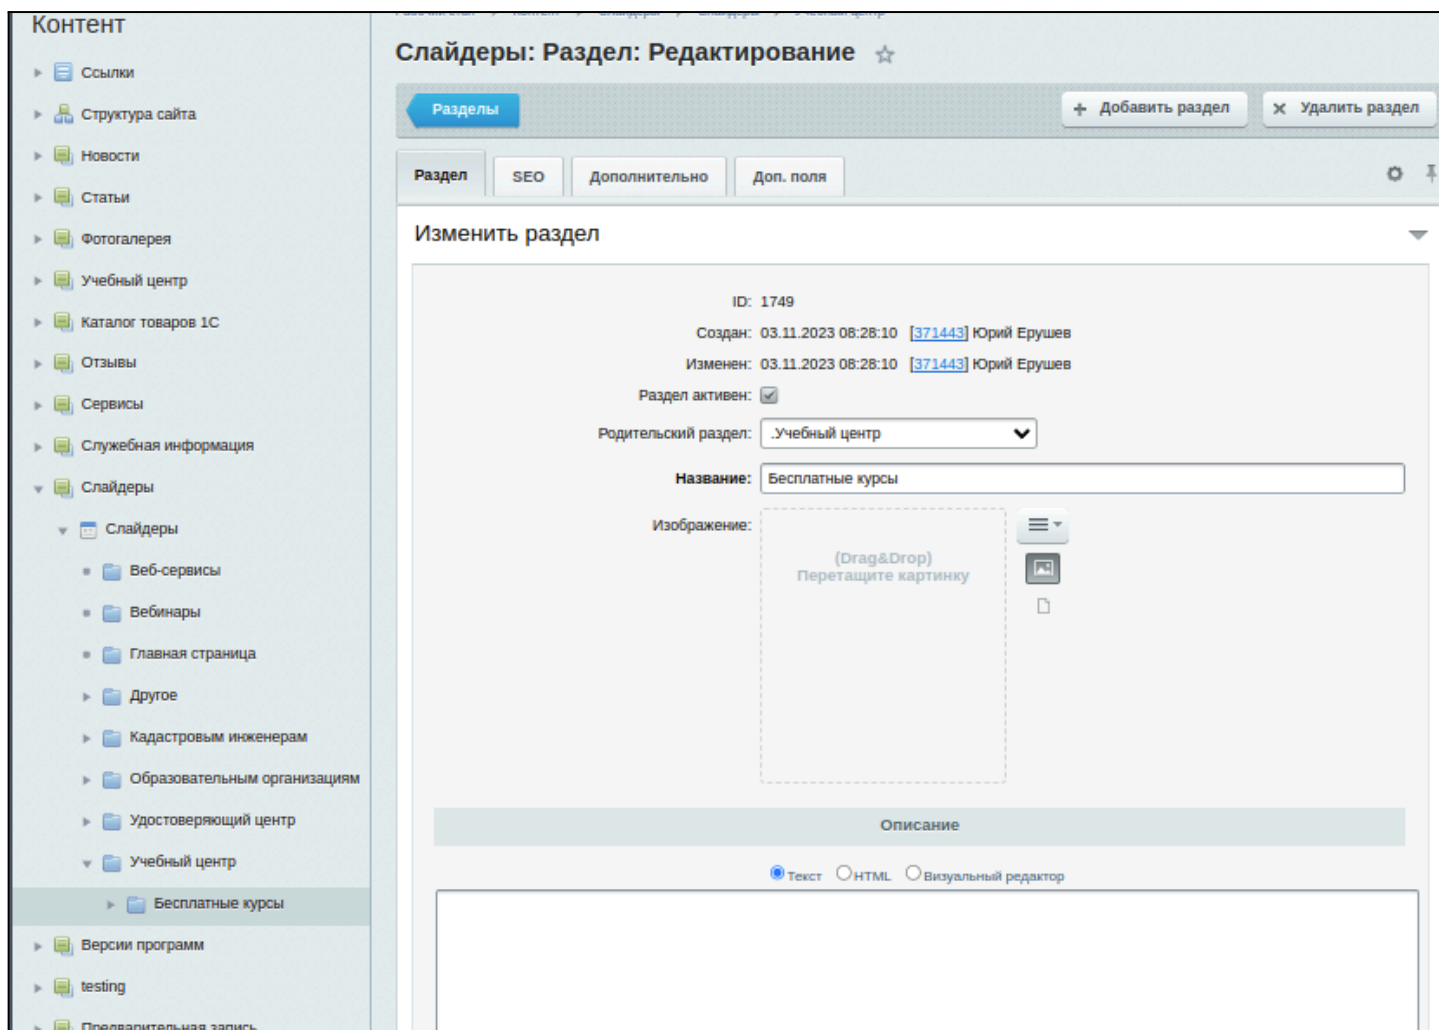 Контент
Ссылки
Структура сайта
Новости
Статьи
Фотогалерея
Учебный центр
Каталог товаров 1С
Отзывы
Сервисы
Служебная информация
Слайдеры
Слайдеры
Веб-сервисы
Вебинары
Главная страница
Другое
Кадастровым инженерам
Образовательным организациям
Удостоверяющий центр
Учебный центр
Бесплатные курсы
Версии программ
testing
Предварительная запись
Слайдеры: Раздел: Редактирование
Разделы
Добавить раздел
Удалить раздел
Раздел SEO Дополнительно Доп. поля
Изменить раздел
ID: 1749
Создан: 03.11.2023 08:28:10 [371443] Юрий Ерушев
Изменен: 03.11.2023 08:28:10 [371443] Юрий Ерушев
Раздел активен:
Родительский раздел: .Учебный центр
Название: Бесплатные курсы
Изображение:
(Drag&Drop)
Перетащите картинку
Описание
Текст HTML Визуальный редактор